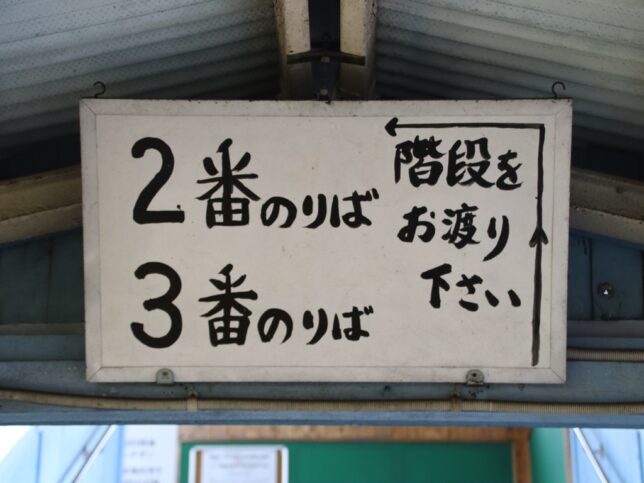 2番のりば
3番のりば
階段を
お渡り
下さい